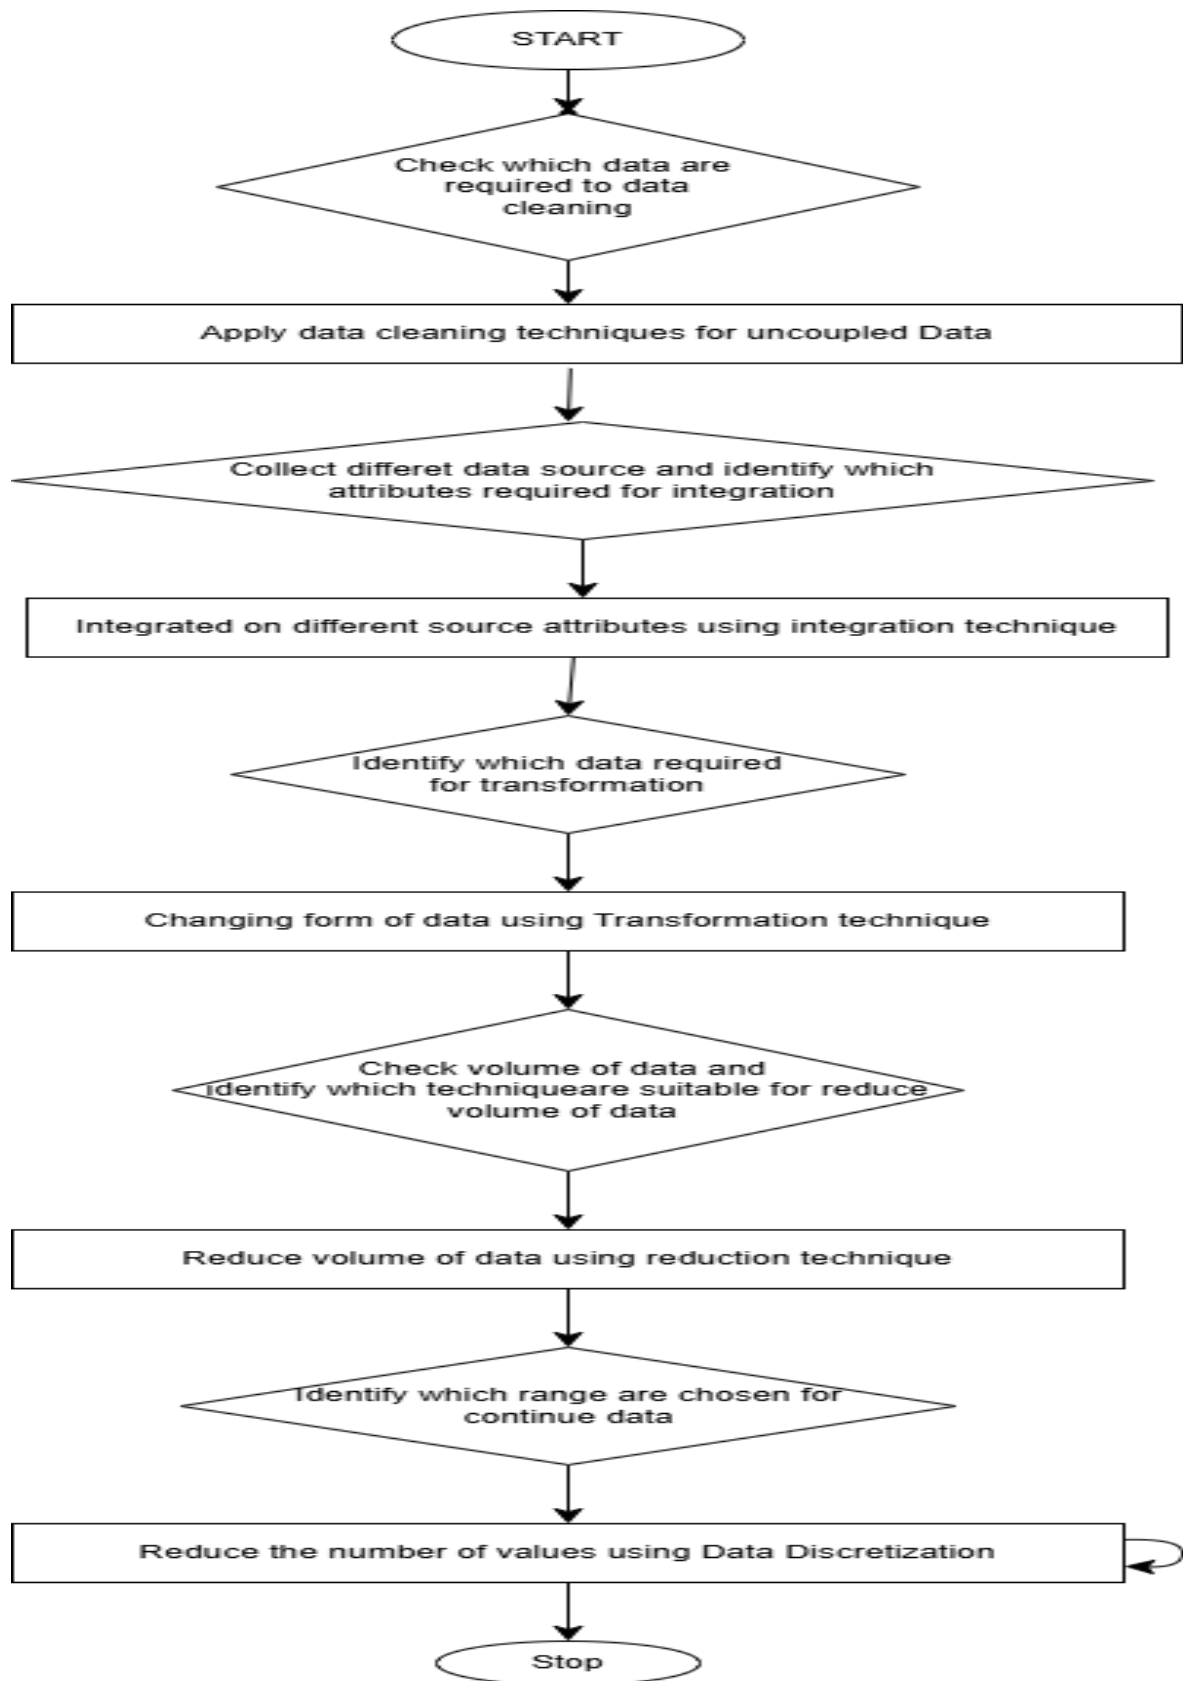 START
Check which data are
required to data
cleaning
Apply data cleaning techniques for uncoupled Data
Collect differet data source and identify which
attributes required for integration
Integrated on different source attributes using integration technique
Identify which data required
for transformation
Changing form of data using Transformation technique
Check volume of data and
identify which techniqueare suitable for reduce
volume of data
Reduce volume of data using reduction technique
Identify which range are chosen for
continue data
Reduce the number of values using Data Discretization
Stop